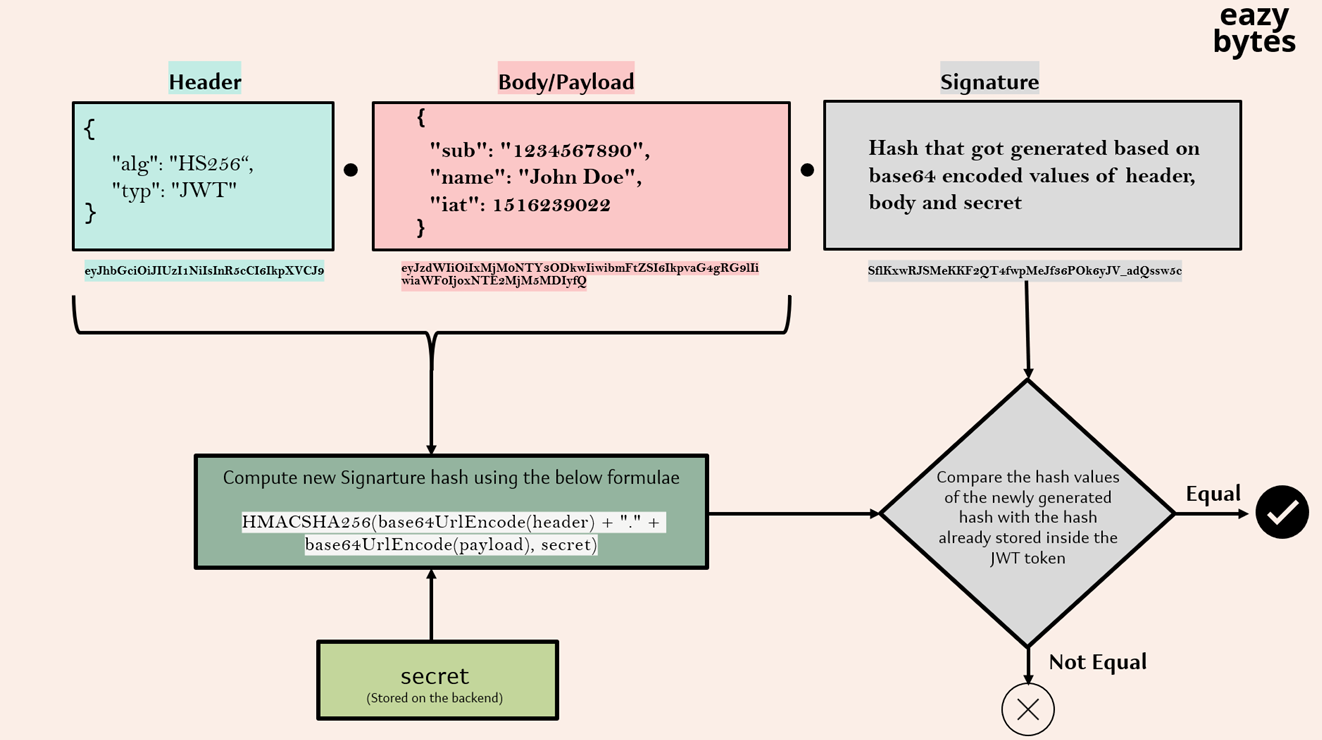 eazy
bytes
Header
Body/Payload
Signature
{
"alg": "HS256“,
"typ": "JWT"
}
{
"sub": "1234567890",
"name": "John Doe",
"iat": 1516239022
}
Hash that got generated based on
base64 encoded values of header,
body and secret
eyJhbGciOiJIUzI1NiIsInR5cCI6IkpXVCJ9
eyJzdWIiOiIxMjM0NTY3ODkwIiwibmFtZSI6IkpvaG4gRG9lIi
wiaWF0IjoxNTE2MjM5MDIyfQ
SflKxwRJSMeKKF2QT4fwpMeJf36POk6yJV_adQssw5c
Compute new Signarture hash using the below formulae
HMACSHA256(base64UrlEncode(header) + "." +
base64UrlEncode(payload), secret)
Compare the hash values
of the newly generated
hash with the hash
already stored inside the
JWT token
Equal
Not Equal
secret
(Stored on the backend)